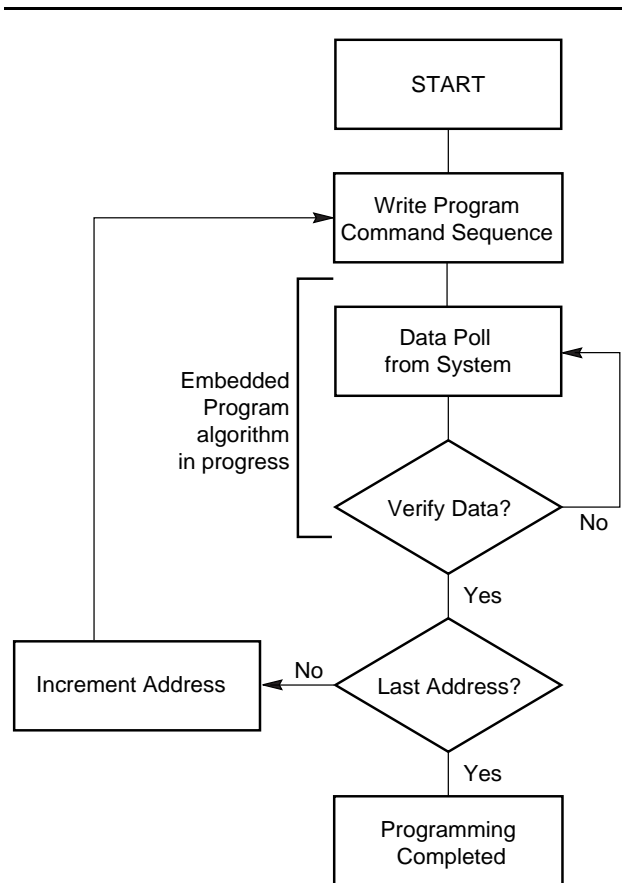 START
Write Program
Command Sequence
Data Poll
from System
Embedded
Program
algorithm
in progress
Verify Data?
No
Yes
Increment Address
No
Last Address?
Yes
Programming
Completed